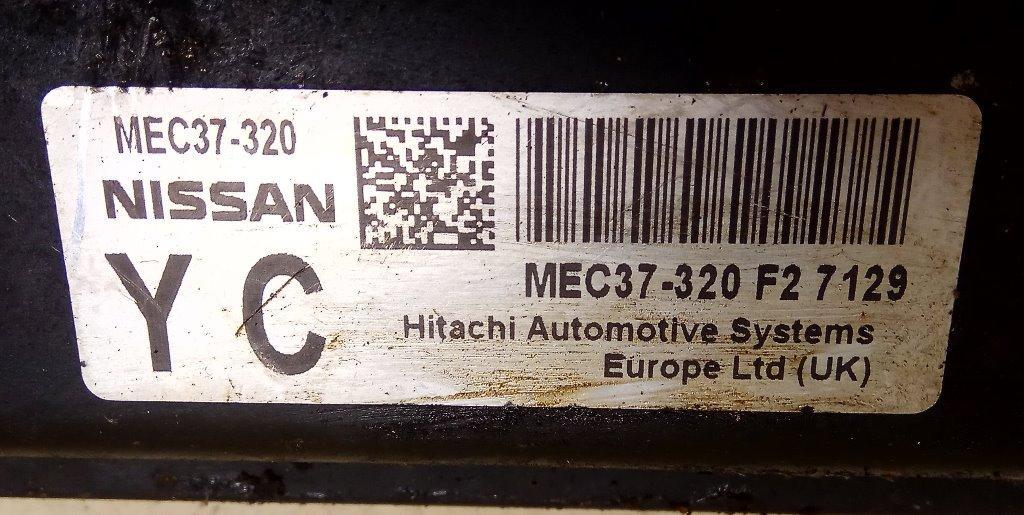 MEC37-320
NISSAN
Y C
MEC37-320 F2 7129
Hitachi Automotive Systems
Europe Ltd (UK)